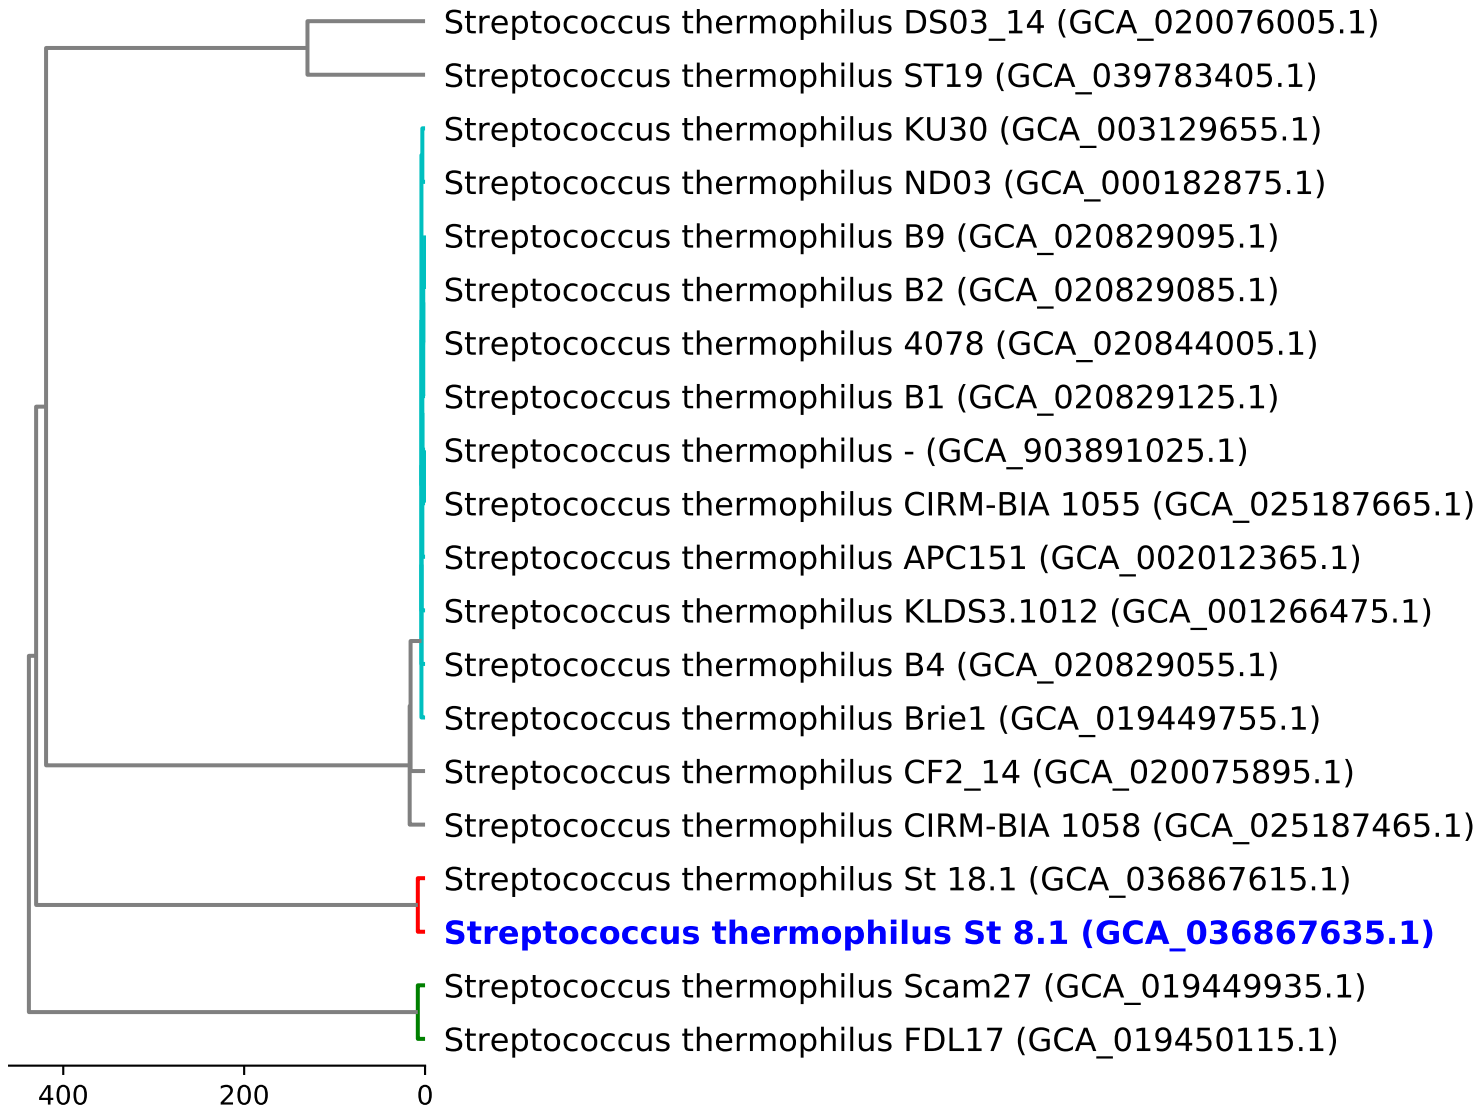 Streptococcus thermophilus DS03_14 (GCA_020076005.1)
Streptococcus thermophilus ST19 (GCA_039783405.1)
Streptococcus thermophilus KU30 (GCA_003129655.1)
Streptococcus thermophilus ND03 (GCA_000182875.1)
Streptococcus thermophilus B9 (GCA_020829095.1)
Streptococcus thermophilus B2 (GCA_020829085.1)
Streptococcus thermophilus 4078 (GCA_020844005.1)
Streptococcus thermophilus B1 (GCA_020829125.1)
Streptococcus thermophilus - (GCA_903891025.1)
Streptococcus thermophilus CIRM-BIA 1055 (GCA_025187665.1)
Streptococcus thermophilus APC151 (GCA_002012365.1)
Streptococcus thermophilus KLDS3.1012 (GCA_001266475.1)
Streptococcus thermophilus B4 (GCA_020829055.1)
Streptococcus thermophilus Brie1 (GCA_019449755.1)
Streptococcus thermophilus CF2_14 (GCA_020075895.1)
Streptococcus thermophilus CIRM-BIA 1058 (GCA_025187465.1)
Streptococcus thermophilus St 18.1 (GCA_036867615.1)
Streptococcus thermophilus St 8.1 (GCA_036867635.1)
Streptococcus thermophilus Scam27 (GCA_019449935.1)
Streptococcus thermophilus FDL17 (GCA_019450115.1)
400 200 0